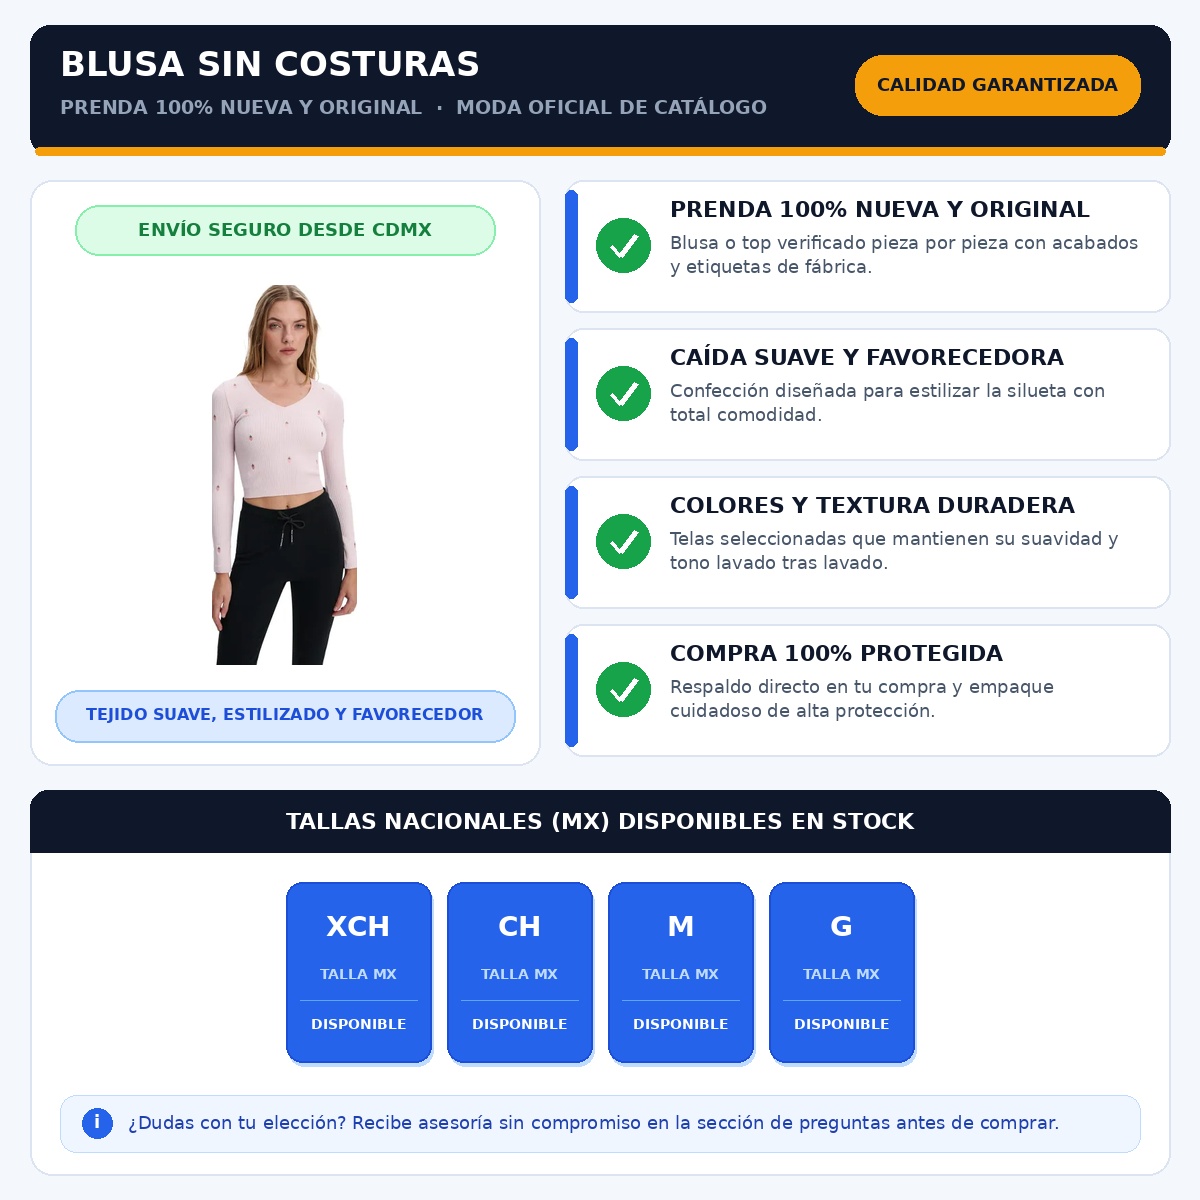 BLUSA SIN COSTURAS
PRENDA 100% NUEVA Y ORIGINAL · MODA OFICIAL DE CATÁLOGO
CALIDAD GARANTIZADA
ENVÍO SEGURO DESDE CDMX
TEJIDO SUAVE, ESTILIZADO Y FAVORECEDOR
PRENDA 100% NUEVA Y ORIGINAL
Blusa o top verificado pieza por pieza con acabados
y etiquetas de fábrica.
CAÍDA SUAVE Y FAVORECEDORA
Confección diseñada para estilizar la silueta con
total comodidad.
COLORES Y TEXTURA DURADERA
Telas seleccionadas que mantienen su suavidad y
tono lavado tras lavado.
COMPRA 100% PROTEGIDA
Respaldo directo en tu compra y empaque
cuidadoso de alta protección.
TALLAS NACIONALES (MX) DISPONIBLES EN STOCK
XCH
TALLA MX
DISPONIBLE
CH
TALLA MX
DISPONIBLE
M
TALLA MX
DISPONIBLE
G
TALLA MX
DISPONIBLE
i
¿Dudas con tu elección? Recibe asesoría sin compromiso en la sección de preguntas antes de comprar.